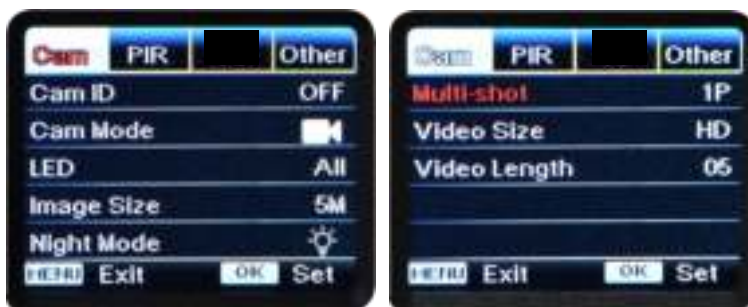 Cam PIR Other
Cam ID OFF
Cam Mode
LED All
Image Size 5M
Night Mode
MENU Exit OK Set
Cam PIR Other
Multi-shot 1P
Video Size HD
Video Length 05
MENU Exit OK Set